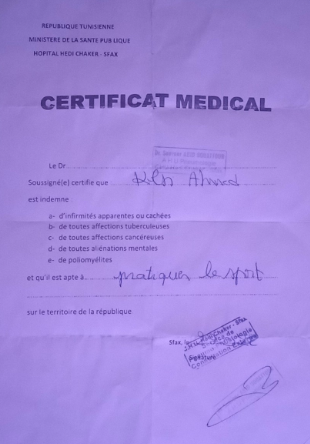 REPUBLIQUE TUNISIENNE
MINISTERE DE LA SANTE PUBLIQUE
HOPITAL HEDI CHAKER - SFAX
CERTIFICAT MEDICAL
Le Dr
Soussigné(e) certifie que Ahmed
est indemne
a- d'infirmités apparentes ou cachées
b- de toutes affections tuberculeuses
c- de toutes affections cancéreuses
d- de toutes aliénations mentales
e- de poliomyélites
et qu'il est apte à pratiquer le sport
sur le territoire de la république
Sfax, le